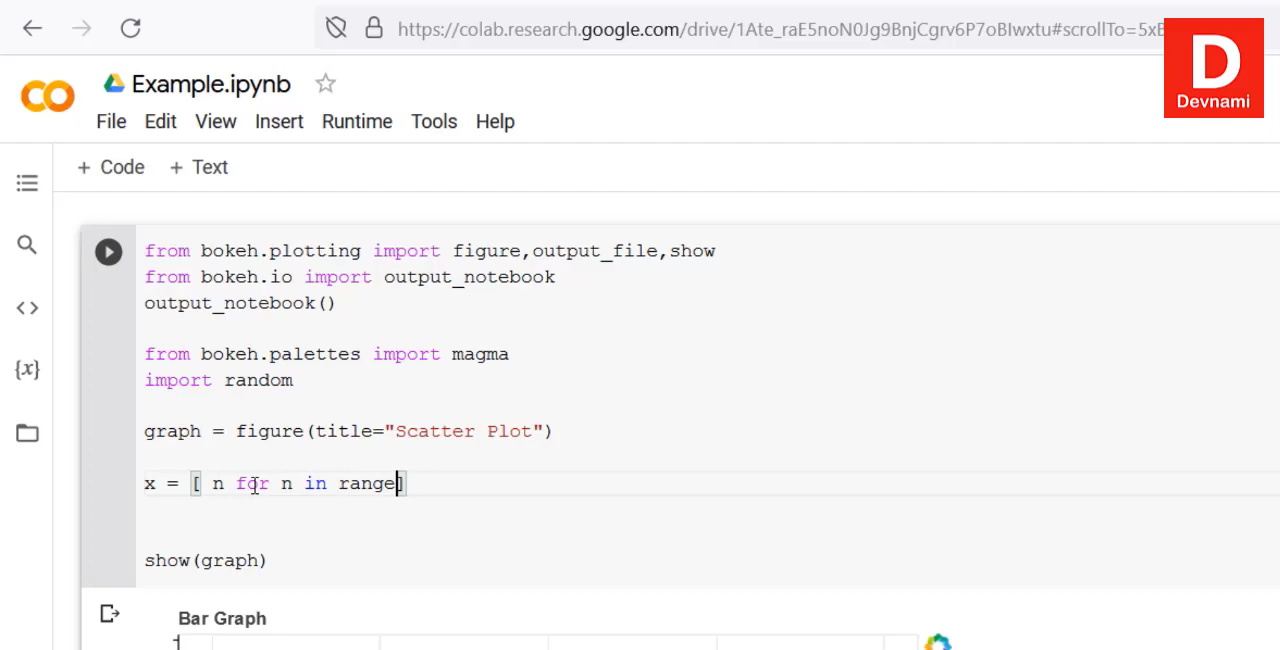 https://colab.research.google.com/drive/1Ate_raE5noN0Jg9BnjCgrv6P7oBIwxtu#scrollTo=5xB
D
Devnami
CO
Example.ipynb
File Edit View Insert Runtime Tools Help
+ Code + Text
from bokeh.plotting import figure,output_file,show
from bokeh.io import output_notebook
output_notebook()
from bokeh.palettes import magma
import random
graph = figure(title="Scatter Plot")
x = [ n for n in range]
show(graph)
{x}
Bar Graph
1